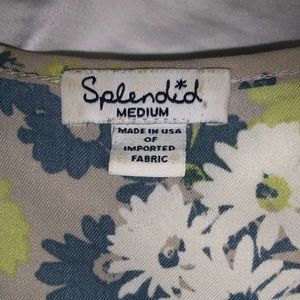 Splendid
MEDIUM
MADE IN USA
OF
IMPORTED
FABRIC